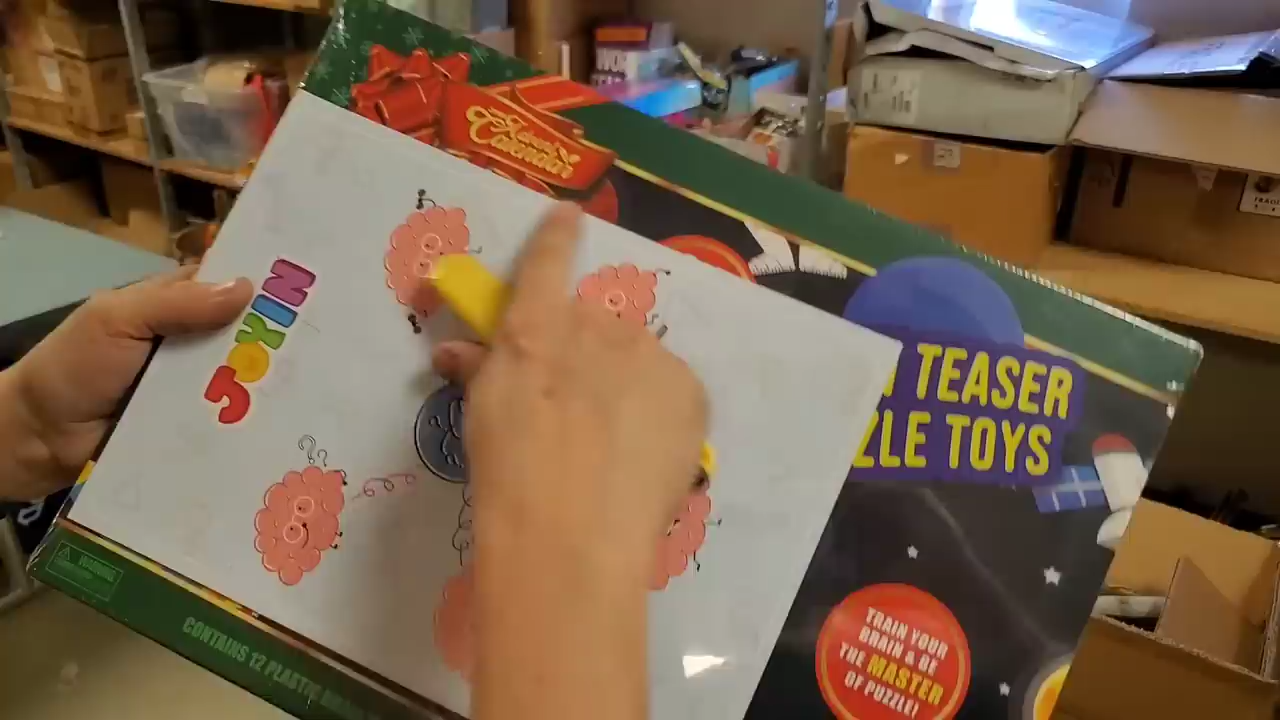 Advent
Calendar
JOYIN
TEASER
ZLE TOYS
TRAIN YOUR
BRAIN & BE
THE MASTER
OF PUZZLE!
WARNING
CONTAINS 12 PLASTIC